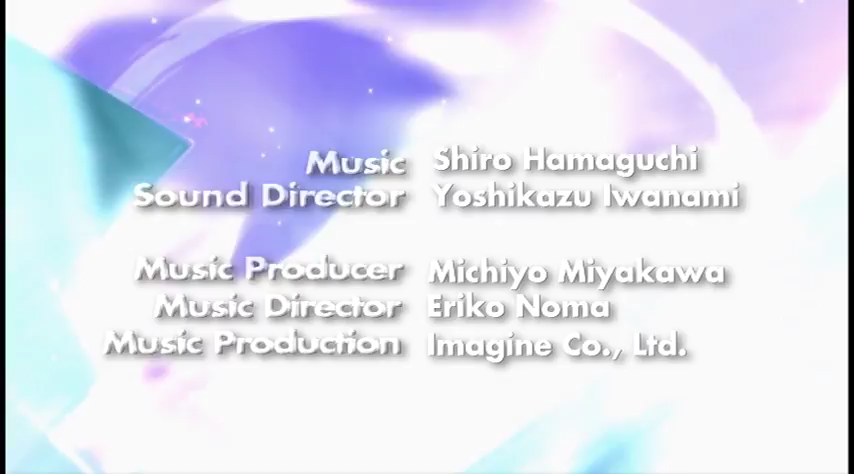 Music Shiro Hamaguchi
Sound Director Yoshikazu Iwanami
Music Producer Michiyo Miyakawa
Music Director Eriko Noma
Music Production Imagine Co., Ltd.